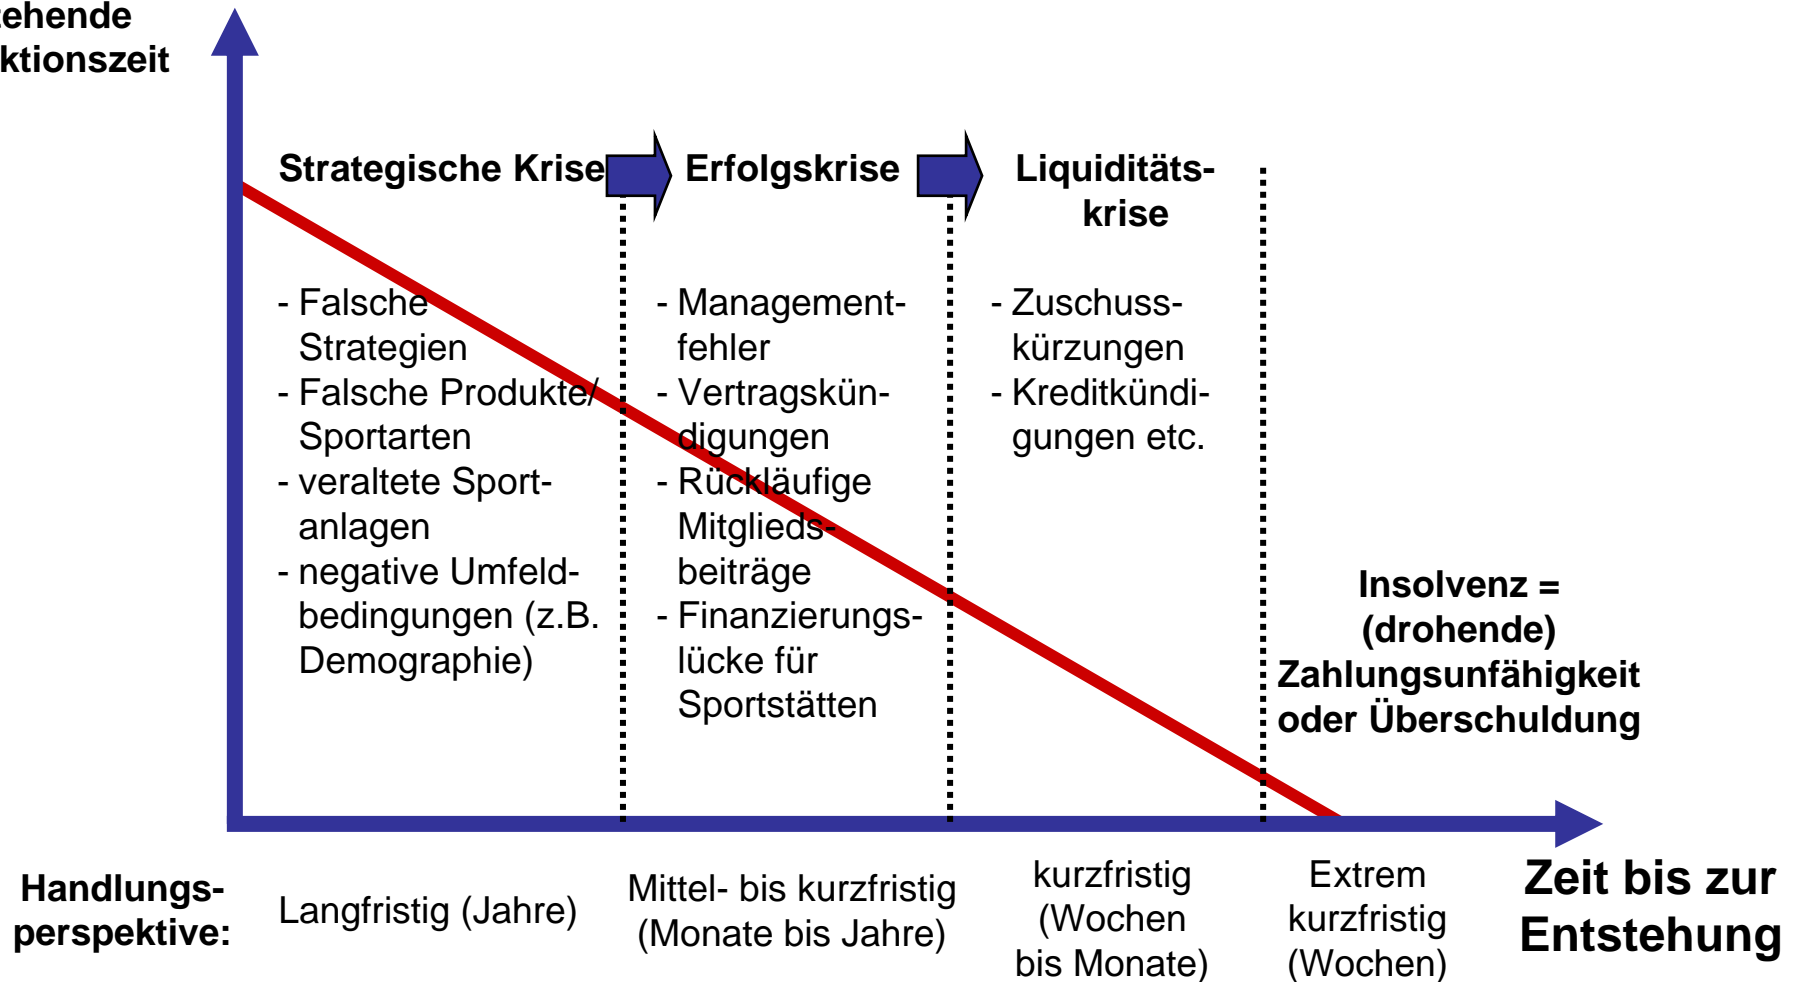 ktionszeit
Strategische Krise
Erfolgskrise
Liquiditäts-
krise
- Falsche
Strategien
- Falsche Produkte/
Sportarten
- veraltete Sport-
anlagen
- negative Umfeld-
bedingungen (z.B.
Demographie)
- Management-
fehler
- Vertragskün-
digungen
- Rückläufige
Mitglieds-
beiträge
- Finanzierungs-
lücke für
Sportstätten
- Zuschuss-
kürzungen
- Kreditkündi-
gungen etc.
Insolvenz =
(drohende)
Zahlungsunfähigkeit
oder Überschuldung
Handlungs-
perspektive:
Langfristig (Jahre)
Mittel- bis kurzfristig
(Monate bis Jahre)
kurzfristig
(Wochen
bis Monate)
Extrem
kurzfristig
(Wochen)
Zeit bis zur
Entstehung